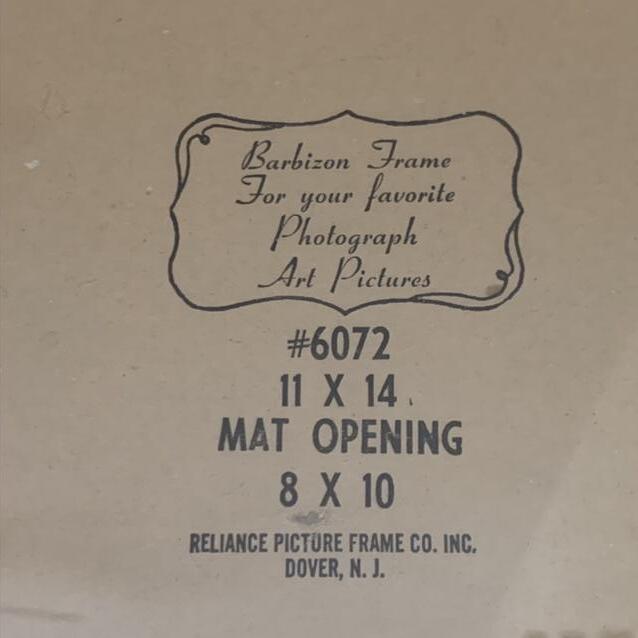 Barbizon Frame
For your favorite
Photograph
Art Pictures
#6072
11 X 14
MAT OPENING
8 X 10
RELIANCE PICTURE FRAME CO. INC.
DOVER, N. J.